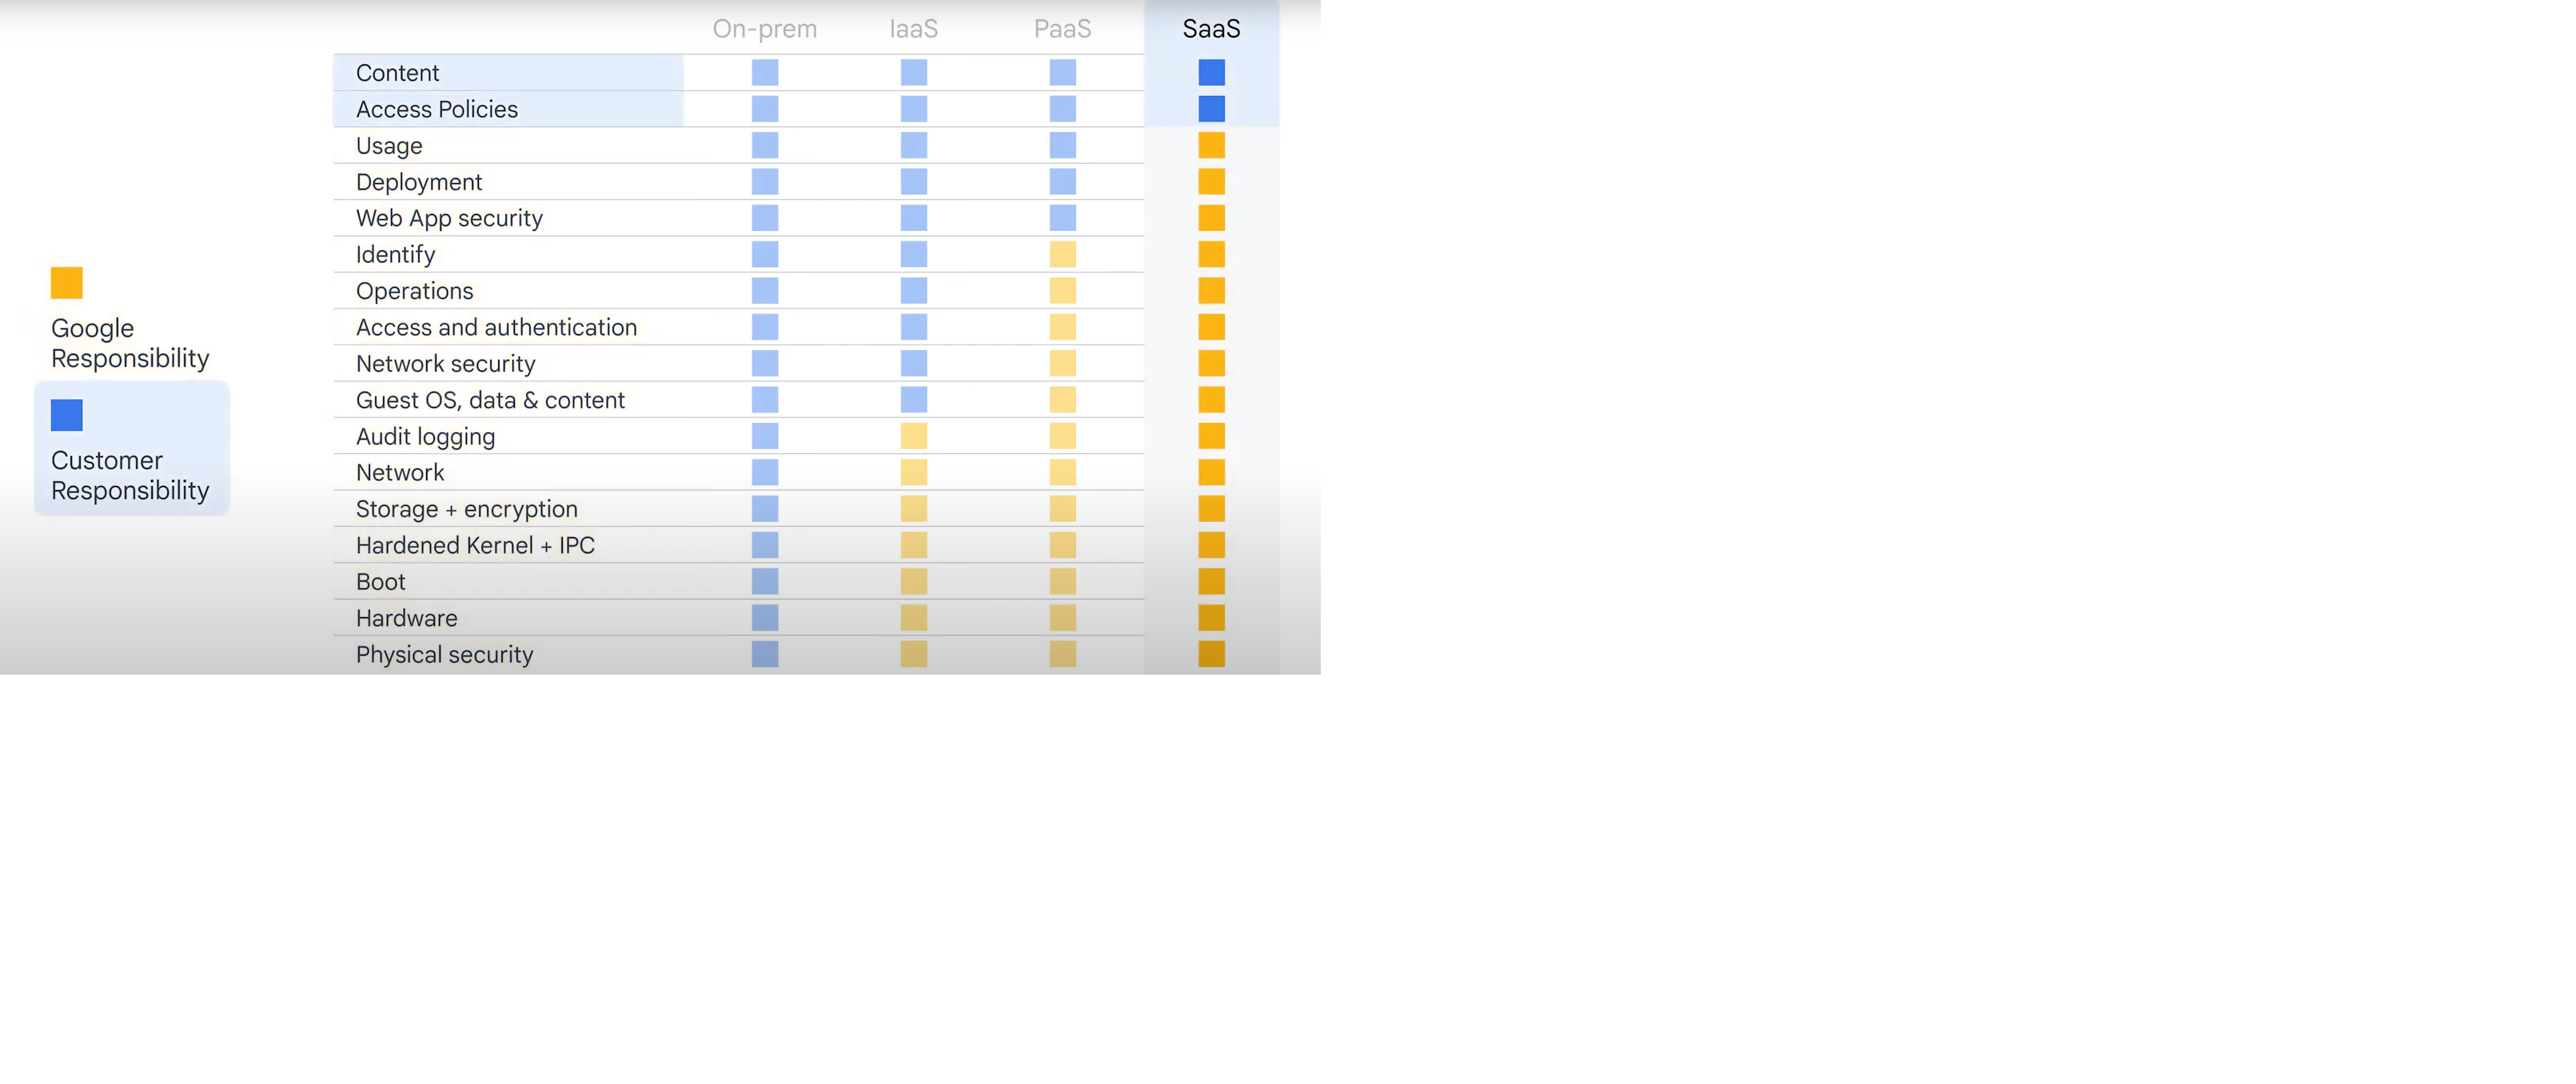 On-prem IaaS PaaS SaaS
Content
Access Policies
Usage
Deployment
Web App security
Identify
Operations
Access and authentication
Network security
Guest OS, data & content
Audit logging
Network
Storage + encryption
Hardened Kernel + IPC
Boot
Hardware
Physical security
Google
Responsibility
Customer
Responsibility